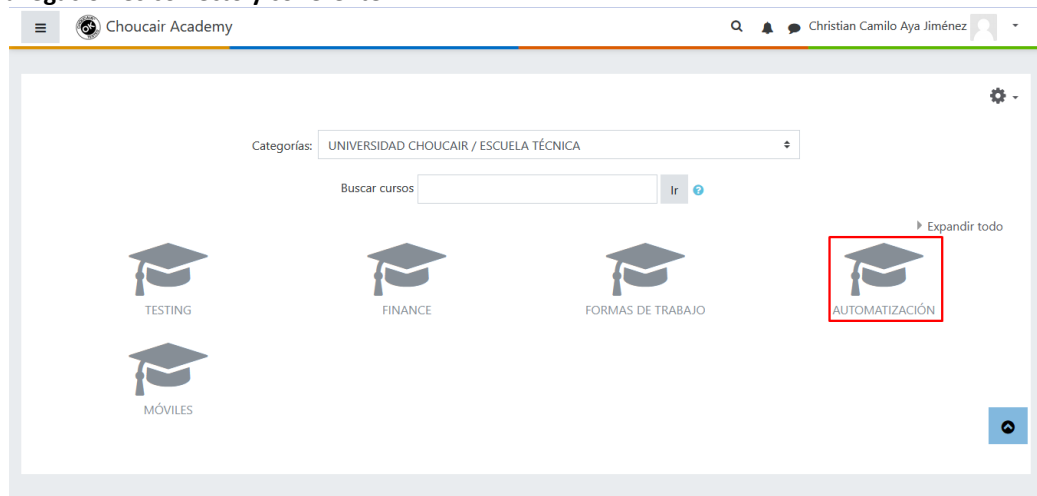 Choucair Academy
Christian Camilo Aya Jiménez
Categorías: UNIVERSIDAD CHOUCAIR / ESCUELA TÉCNICA
Buscar cursos Ir ?
Expandir todo
TESTING FINANCE FORMAS DE TRABAJO AUTOMATIZACIÓN
MÓVILES